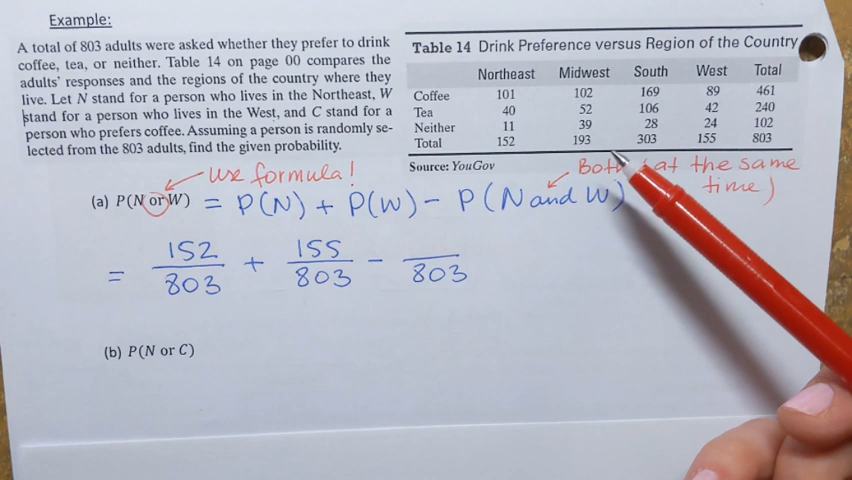 Example:
A total of 803 adults were asked whether they prefer to drink
coffee, tea, or neither. Table 14 on page 00 compares the
adults' responses and the regions of the country where they
live. Let N stand for a person who lives in the Northeast, W
stand for a person who lives in the West, and C stand for a
person who prefers coffee. Assuming a person is randomly se-
lected from the 803 adults, find the given probability.
Table 14 Drink Preference versus Region of the Country
Northeast Midwest South West Total
Coffee 101 102 169 89 461
Tea 40 52 106 42 240
Neither 11 39 28 24 102
Total 152 193 303 155 803
Source: YouGov
use formula!
Both at the same
time)
(a) P(N or W) = P(N) + P(W) - P(N and W)
= 152/803 + 155/803 - /803
(b) P(N or C)